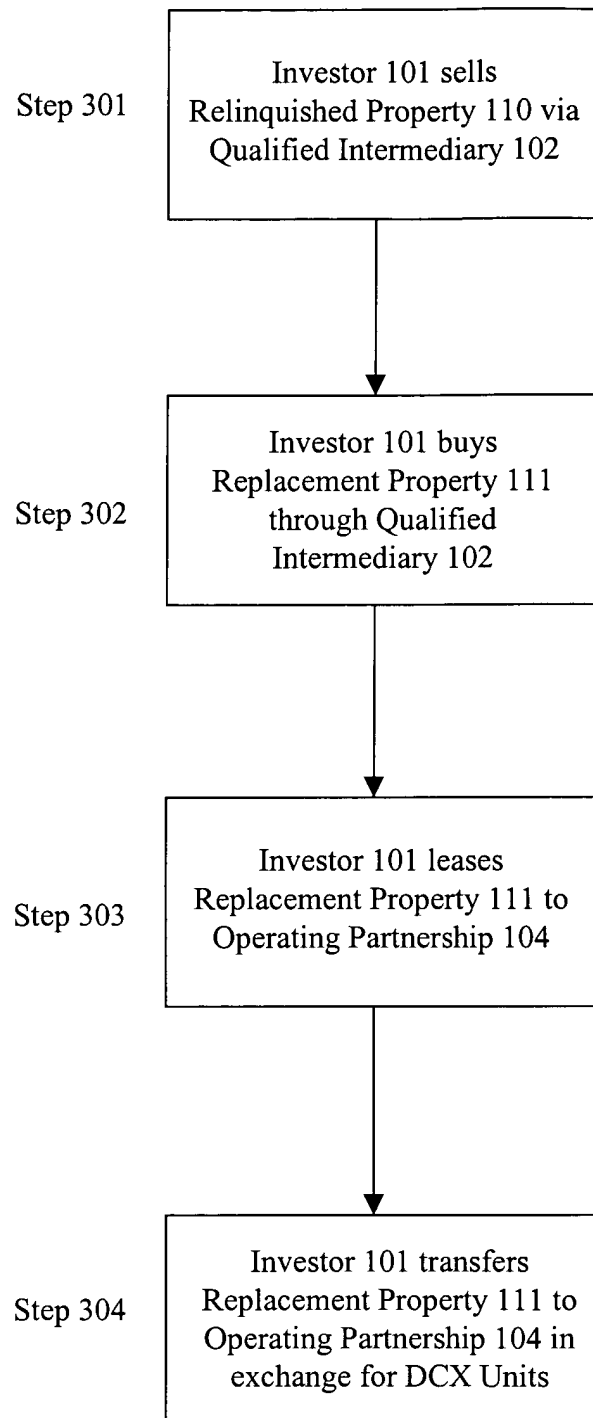 Step 301
Investor 101 sells
Relinquished Property 110 via
Qualified Intermediary 102
Step 302
Investor 101 buys
Replacement Property 111
through Qualified
Intermediary 102
Step 303
Investor 101 leases
Replacement Property 111 to
Operating Partnership 104
Step 304
Investor 101 transfers
Replacement Property 111 to
Operating Partnership 104 in
exchange for DCX Units